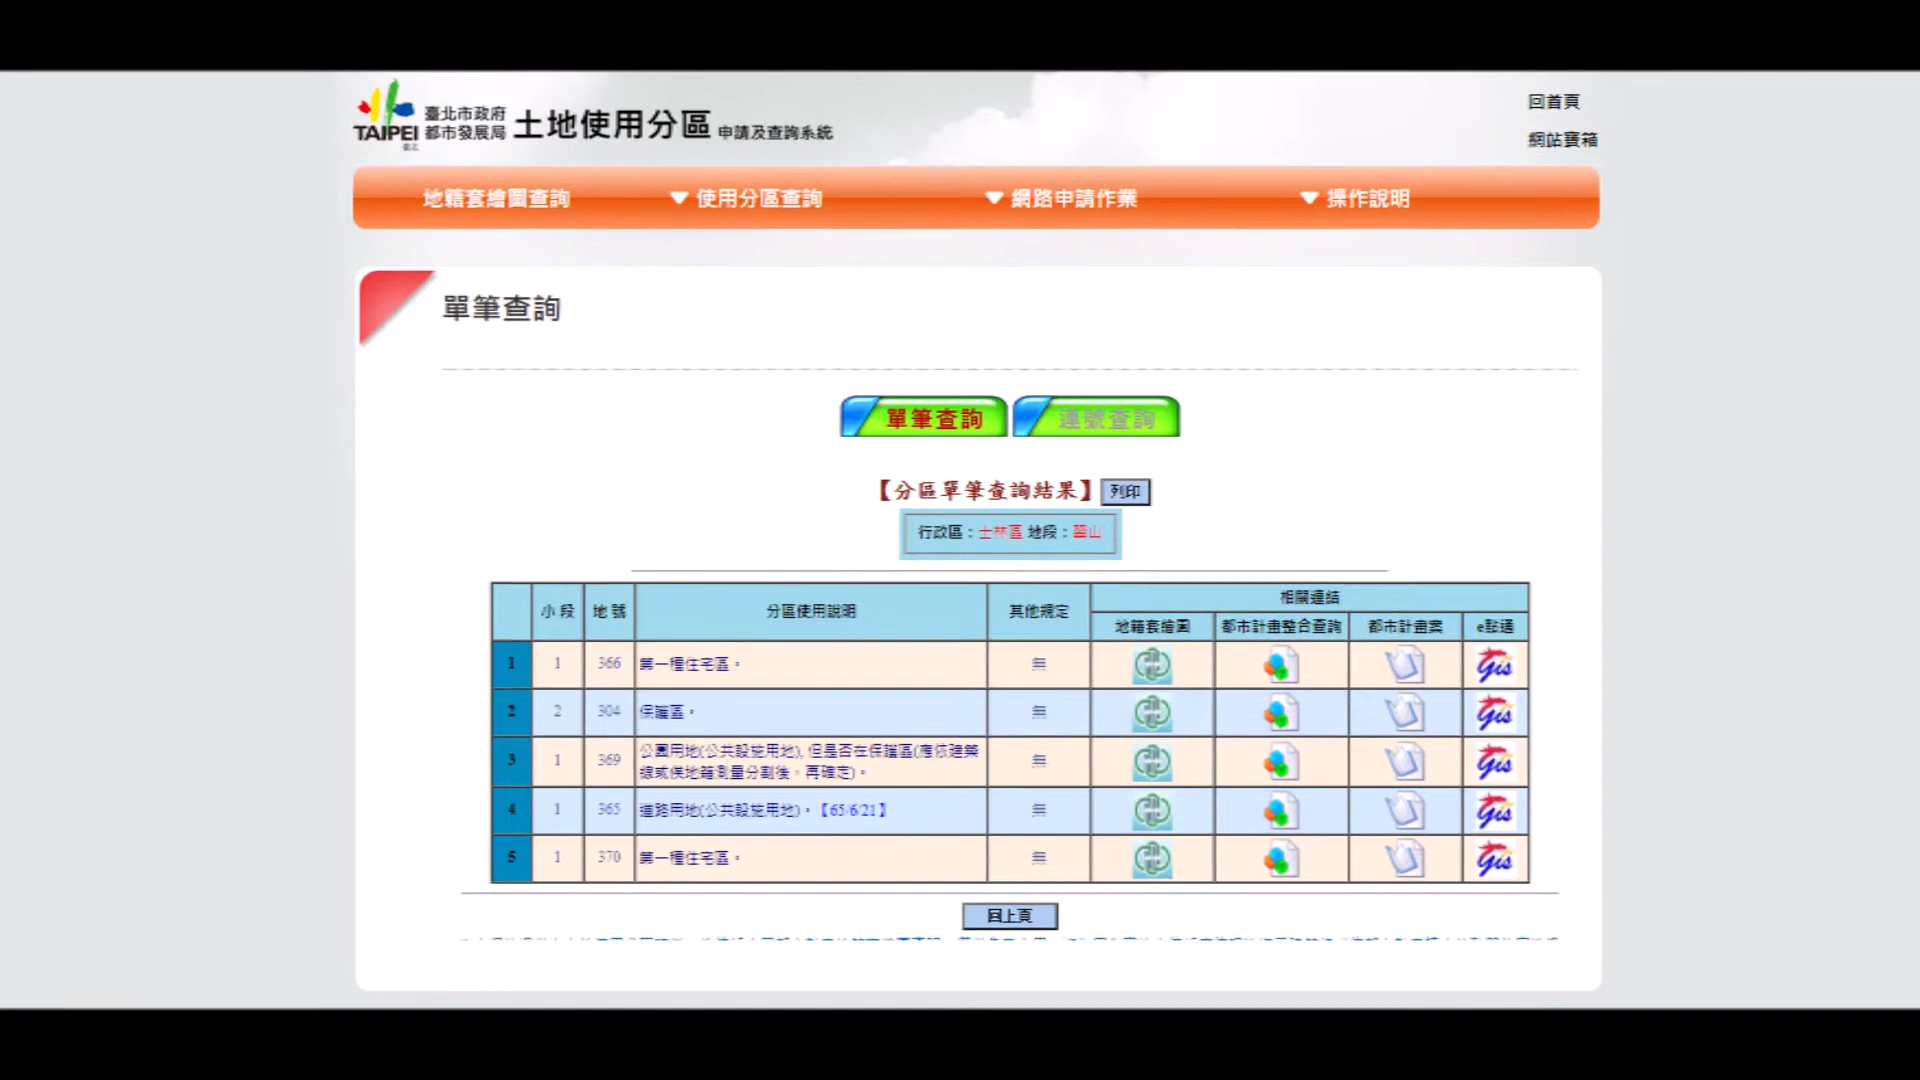 臺北市政府
都市發展局
土地使用分區 申請及查詢系統
TAIPEI
臺北
回首頁
網站寶箱
地籍套繪圖查詢 ▼ 使用分區查詢 ▼ 網路申請作業 ▼ 操作說明
單筆查詢
單筆查詢 連號查詢
【分區單筆查詢結果】 列印
行政區：士林區 地段：翠山
小段 地號 分區使用說明 其他規定 相關連結
地籍套繪圖 都市計畫整合查詢 都市計畫案 e點通
1 1 366 第一種住宅區。 無 Gis
2 2 304 保護區。 無 Gis
3 1 369 公園用地(公共設施用地), 但是否在保護區(應依建築
線或俟地籍測量分割後，再確定)。 無 Gis
4 1 365 道路用地(公共設施用地)。【65/6/21】 無 Gis
5 1 370 第一種住宅區。 無 Gis
回上頁